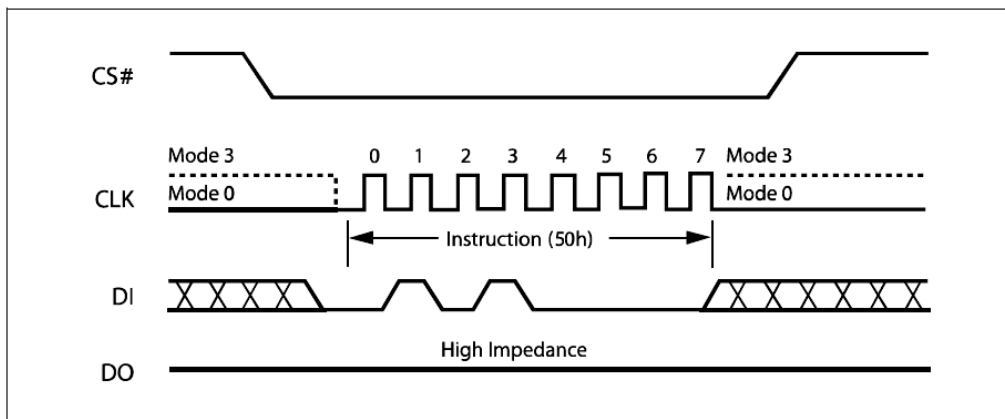 CS#
Mode 3 0 1 2 3 4 5 6 7 Mode 3
CLK Mode 0 Mode 0
Instruction (50h)
DI
High Impedance
DO